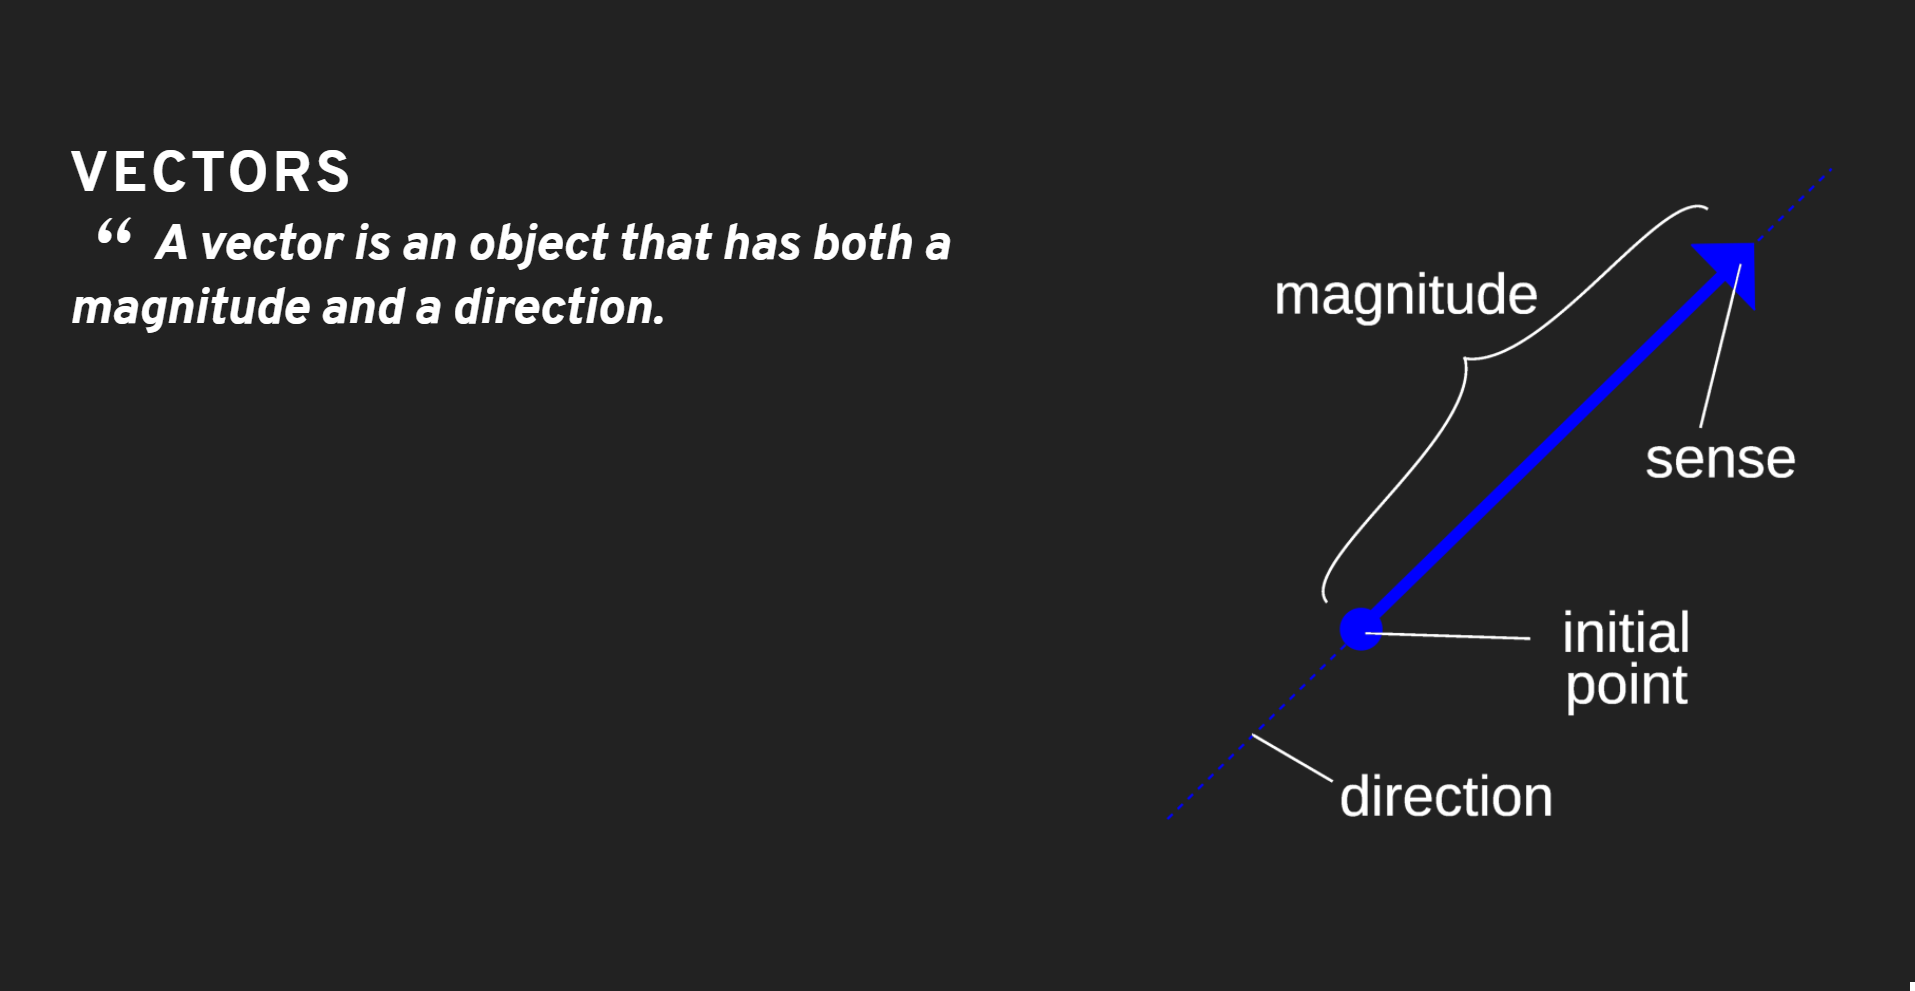 VECTORS
“ A vector is an object that has both a
magnitude and a direction.
magnitude
sense
initial
point
direction